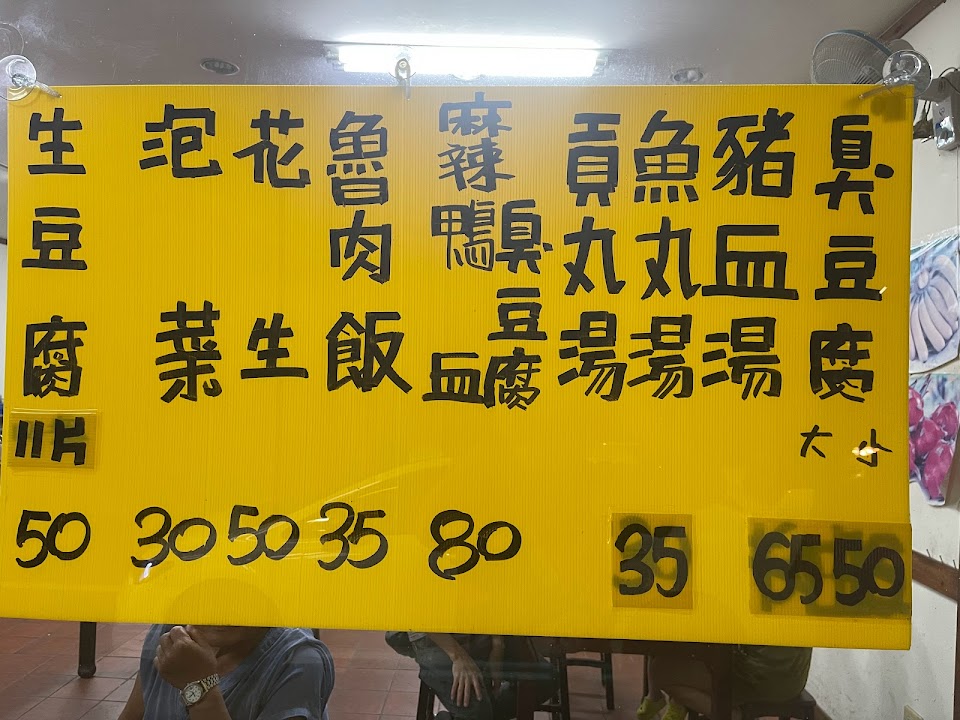 臭豆腐
大 小
65 50
豬血湯
魚丸湯
貢丸湯
35
麻辣鴨血
臭豆腐
80
魯肉飯
35
花生
50
泡菜
30
生豆腐
11片
50